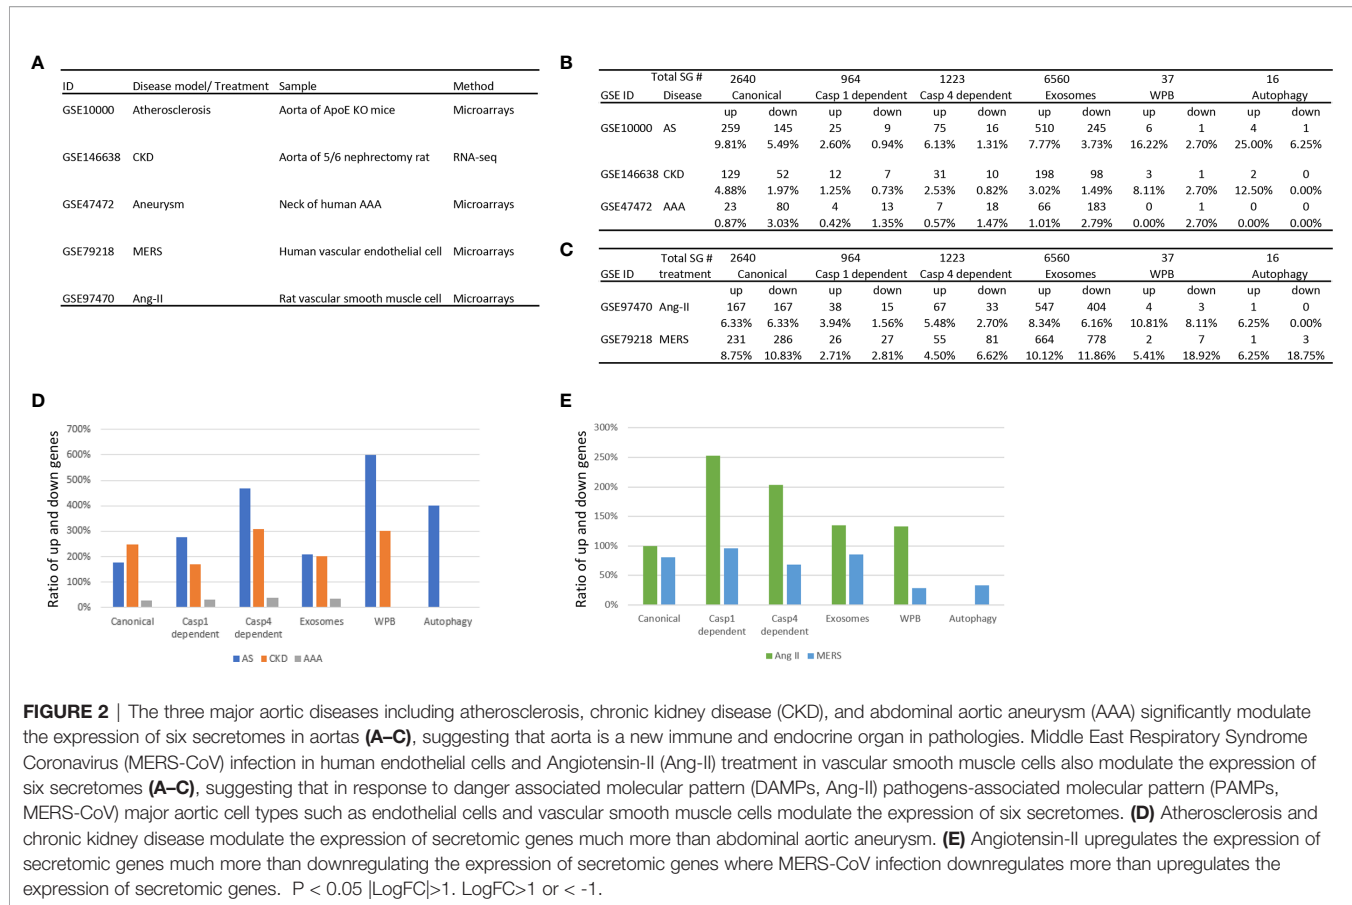 A
ID Disease model/ Treatment Sample Method
GSE10000 Atherosclerosis Aorta of ApoE KO mice Microarrays
GSE146638 CKD Aorta of 5/6 nephrectomy rat RNA-seq
GSE47472 Aneurysm Neck of human AAA Microarrays
GSE79218 MERS Human vascular endothelial cell Microarrays
GSE97470 Ang-II Rat vascular smooth muscle cell Microarrays
B
Total SG # 2640 964 1223 6560 37 16
GSE ID Disease Canonical Casp 1 dependent Casp 4 dependent Exosomes WPB Autophagy
up down up down up down up down up down up down
GSE10000 AS 259 145 25 9 75 16 510 245 6 1 4 1
9.81% 5.49% 2.60% 0.94% 6.13% 1.31% 7.77% 3.73% 16.22% 2.70% 25.00% 6.25%
GSE146638 CKD 129 52 12 7 31 10 198 98 3 1 2 0
4.88% 1.97% 1.25% 0.73% 2.53% 0.82% 3.02% 1.49% 8.11% 2.70% 12.50% 0.00%
GSE47472 AAA 23 80 4 13 7 18 66 183 0 1 0 0
0.87% 3.03% 0.42% 1.35% 0.57% 1.47% 1.01% 2.79% 0.00% 2.70% 0.00% 0.00%
C
Total SG # 2640 964 1223 6560 37 16
GSE ID treatment Canonical Casp 1 dependent Casp 4 dependent Exosomes WPB Autophagy
up down up down up down up down up down up down
GSE97470 Ang-II 167 167 38 15 67 33 547 404 4 3 1 0
6.33% 6.33% 3.94% 1.56% 5.48% 2.70% 8.34% 6.16% 10.81% 8.11% 6.25% 0.00%
GSE79218 MERS 231 286 26 27 55 81 664 778 2 7 1 3
8.75% 10.83% 2.71% 2.81% 4.50% 6.62% 10.12% 11.86% 5.41% 18.92% 6.25% 18.75%
D
Ratio of up and down genes
700%
600%
500%
400%
300%
200%
100%
0%
Canonical Casp1 Casp4 Exosomes WPB Autophagy
dependent dependent
AS CKD AAA
E
Ratio of up and down genes
300%
250%
200%
150%
100%
50%
0%
Canonical Casp1 Casp4 Exosomes WPB Autophagy
dependent dependent
Ang II MERS
FIGURE 2 | The three major aortic diseases including atherosclerosis, chronic kidney disease (CKD), and abdominal aortic aneurysm (AAA) significantly modulate
the expression of six secretomes in aortas (A–C), suggesting that aorta is a new immune and endocrine organ in pathologies. Middle East Respiratory Syndrome
Coronavirus (MERS-CoV) infection in human endothelial cells and Angiotensin-II (Ang-II) treatment in vascular smooth muscle cells also modulate the expression of
six secretomes (A–C), suggesting that in response to danger associated molecular pattern (DAMPs, Ang-II) pathogens-associated molecular pattern (PAMPs,
MERS-CoV) major aortic cell types such as endothelial cells and vascular smooth muscle cells modulate the expression of six secretomes. (D) Atherosclerosis and
chronic kidney disease modulate the expression of secretomic genes much more than abdominal aortic aneurysm. (E) Angiotensin-II upregulates the expression of
secretomic genes much more than downregulating the expression of secretomic genes where MERS-CoV infection downregulates more than upregulates the
expression of secretomic genes. P < 0.05 |LogFC|>1. LogFC>1 or < -1.